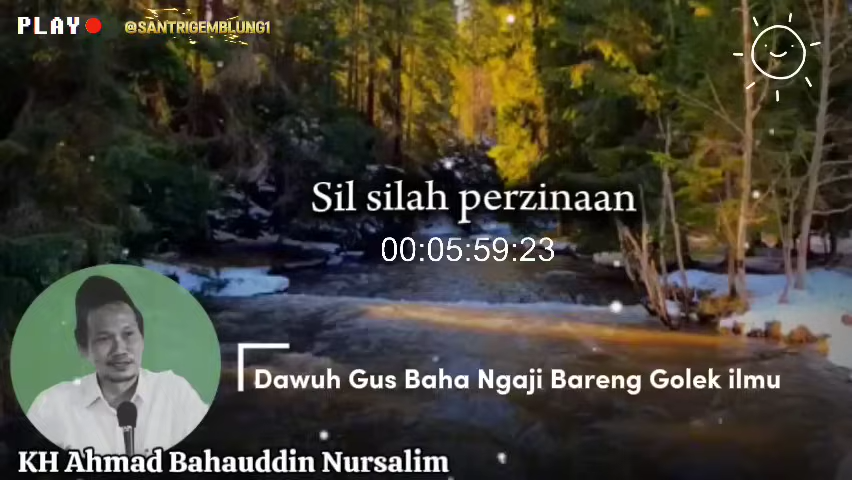 PLAY
@SANTRIGEMBLUNG1
Sil silah perzinaan
00:05:59:23
Dawuh Gus Baha Ngaji Bareng Golek ilmu
KH Ahmad Bahauddin Nursalim